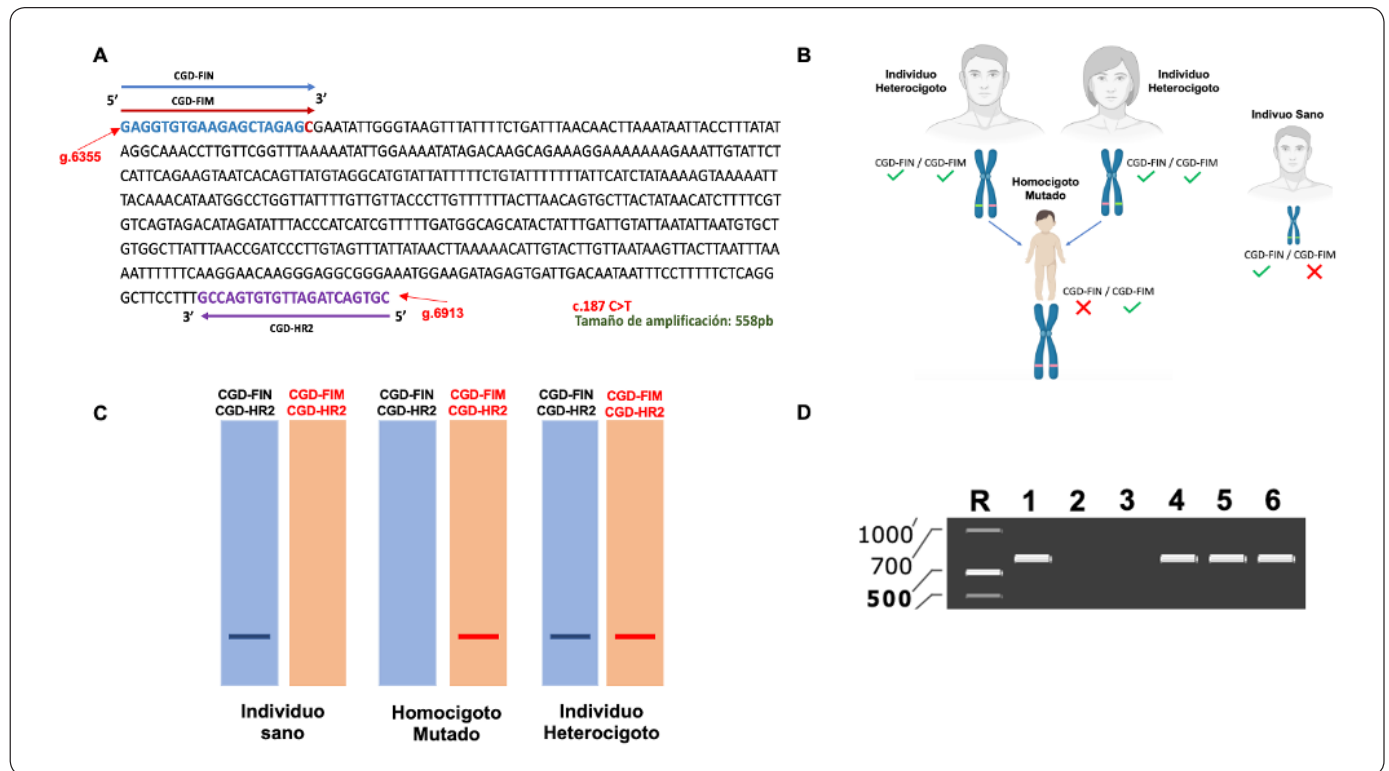 A
CGD-FIN
5’ 3’
CGD-FIM
GAGGTGTGAAGAGCTAGAGCGAATATTGGGTAAGTTTATTTTCTGATTTAACAACTTAAATAATTACCTTTATAT
g.6355
AGGCAAACCTTGTTCGGTTTAAAAATATTGGAAAATATAGACAAGCAGAAAGGAAAAAAAGAAATTGTATTCT
CATTCAGAAGTAATCACAGTTATGTAGGCATGTATTATTTTTCTGTATTTTTTTATTCATCTATAAAAGTAAAAATT
TACAAACATAATGGCCTGGTTATTTTGTTGTTACCCTTGTTTTTTACTTAACAGTGCTTACTATAACATCTTTTCGT
GTCAGTAGACATAGATATTTACCCATCATCGTTTTTGATGGCAGCATACTATTTGATTGTATTAATATTAATGTGCT
GTGGCTTATTTAACCGATCCCTTGTAGTTTATTATAACTTAAAAACATTGTACTTGTTAATAAGTTACTTAATTTAA
AATTTTTTCAAGGAACAAGGGAGGCGGGAAATGGAAGATAGAGTGATTGACAATAATTTCCTTTTTCTCAGG
GCTTCCTTTGCCAGTGTGTTAGATCAGTGC
g.6913
3’ 5’
CGD-HR2
c.187 C>T
Tamaño de amplificación: 558pb
B
Individuo
Heterocigoto
Individuo
Heterocigoto
Indivuo Sano
CGD-FIN / CGD-FIM
CGD-FIN / CGD-FIM
Homocigoto
Mutado
CGD-FIN / CGD-FIM
CGD-FIN / CGD-FIM
C
CGD-FIN CGD-FIM CGD-FIN CGD-FIM CGD-FIN CGD-FIM
CGD-HR2 CGD-HR2 CGD-HR2 CGD-HR2 CGD-HR2 CGD-HR2
Individuo
sano
Homocigoto
Mutado
Individuo
Heterocigoto
D
R 1 2 3 4 5 6
1000
700
500